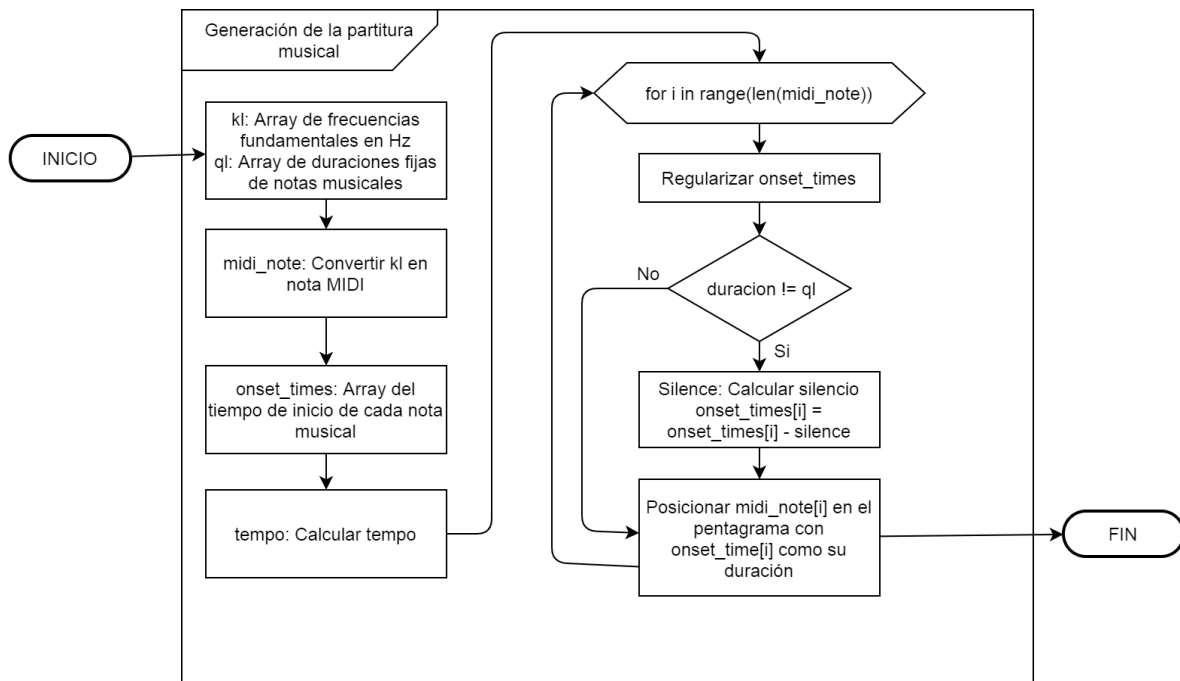 Generación de la partitura
musical
INICIO
kl: Array de frecuencias
fundamentales en Hz
ql: Array de duraciones fijas
de notas musicales
midi_note: Convertir kl en
nota MIDI
onset_times: Array del
tiempo de inicio de cada nota
musical
tempo: Calcular tempo
for i in range(len(midi_note))
Regularizar onset_times
duracion != ql
No
Si
Silence: Calcular silencio
onset_times[i] =
onset_times[i] - silence
Posicionar midi_note[i] en el
pentagrama con
onset_time[i] como su
duración
FIN